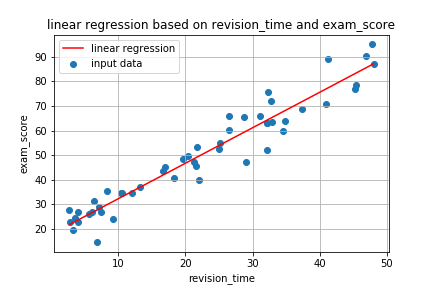 linear regression based on revision_time and exam_score
linear regression
input data
exam_score
90
80
70
60
50
40
30
20
10
20
30
40
50
revision_time